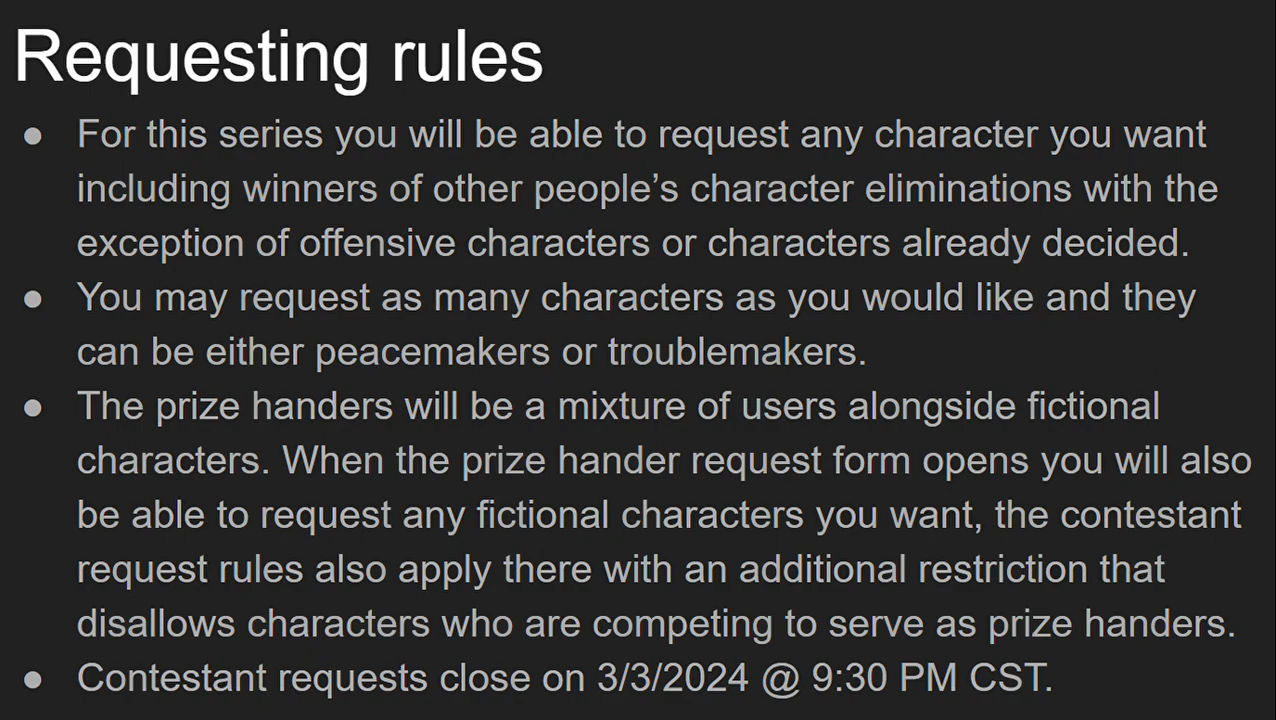 Requesting rules
● For this series you will be able to request any character you want
including winners of other people’s character eliminations with the
exception of offensive characters or characters already decided.
● You may request as many characters as you would like and they
can be either peacemakers or troublemakers.
● The prize handers will be a mixture of users alongside fictional
characters. When the prize hander request form opens you will also
be able to request any fictional characters you want, the contestant
request rules also apply there with an additional restriction that
disallows characters who are competing to serve as prize handers.
● Contestant requests close on 3/3/2024 @ 9:30 PM CST.